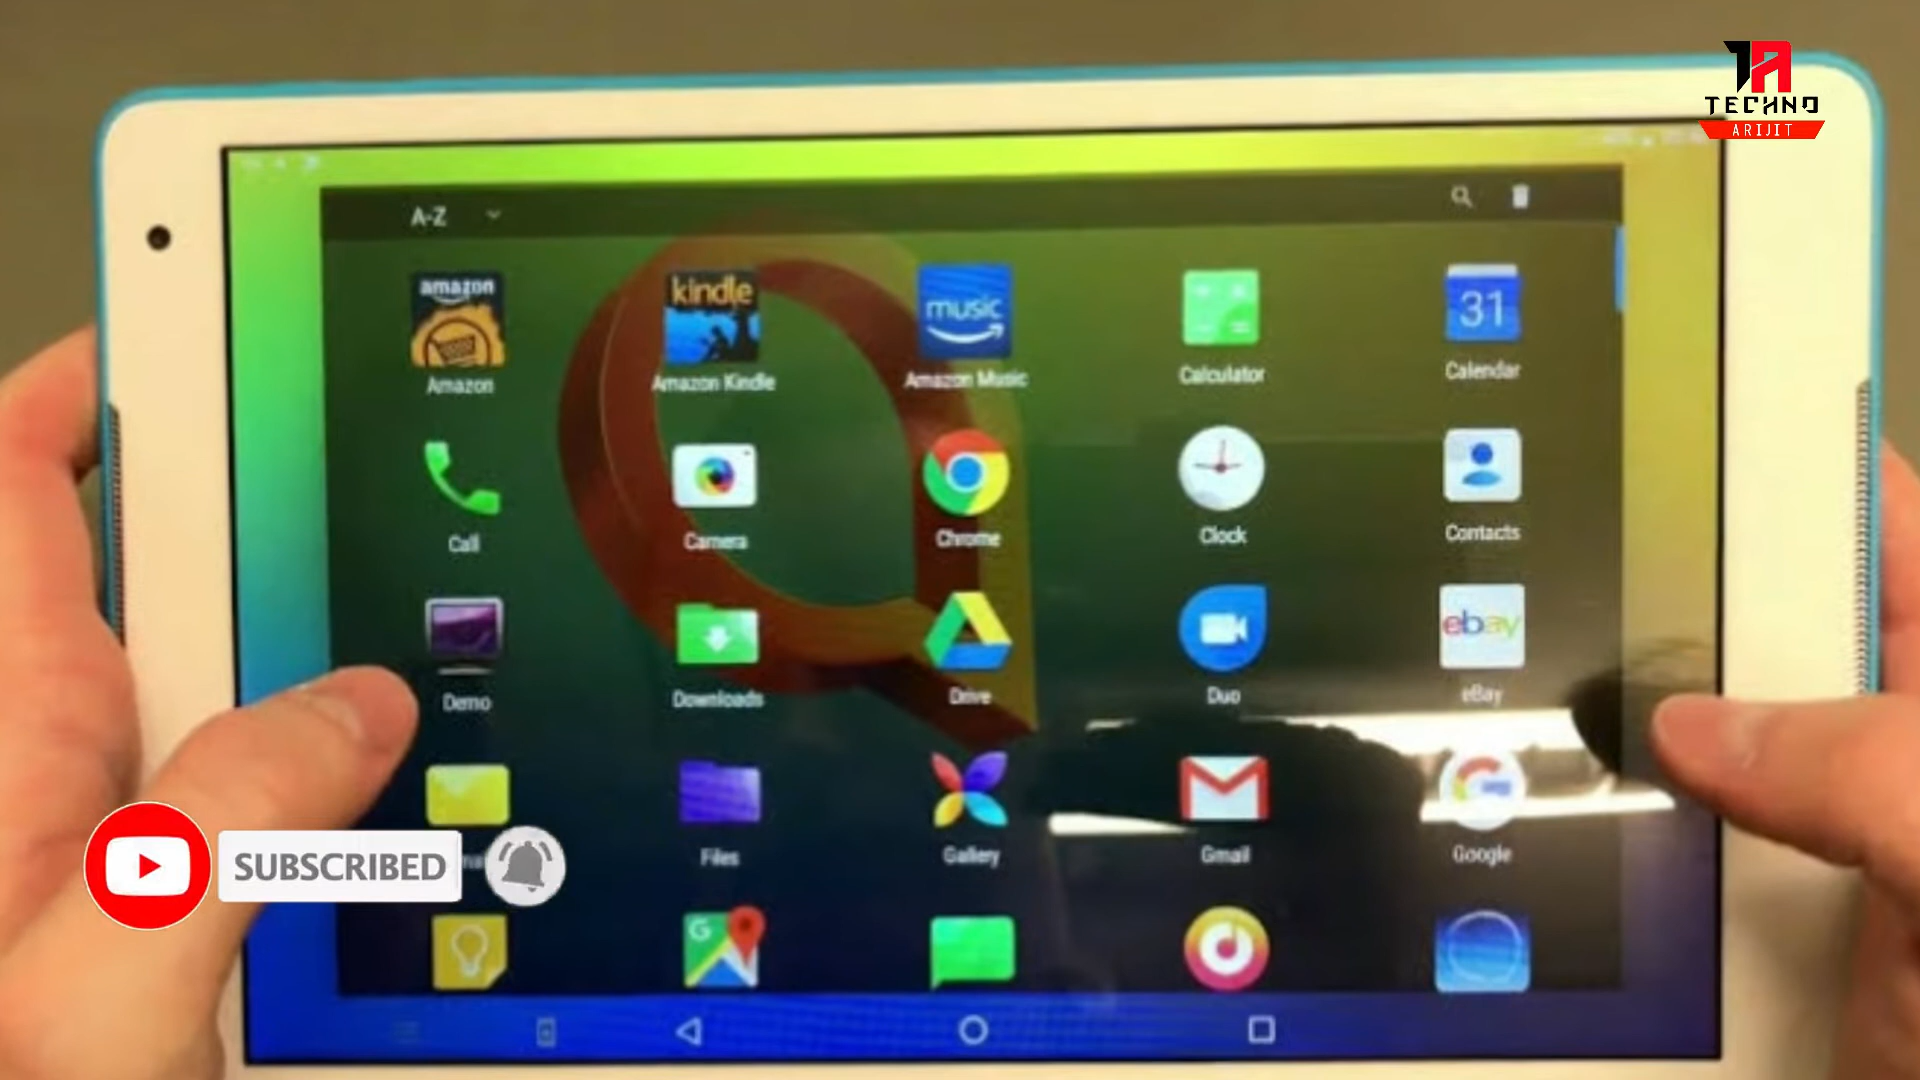 TA
TECHNO
ARIJIT
A-Z
amazon
kindle
music
31
Amazon
Amazon Kindle
Amazon Music
Calculator
Calendar
Call
Camera
Chrome
Clock
Contacts
ebay
Demo
Downloads
Drive
Duo
eBay
Files
Gallery
Gmail
Google
SUBSCRIBED
G